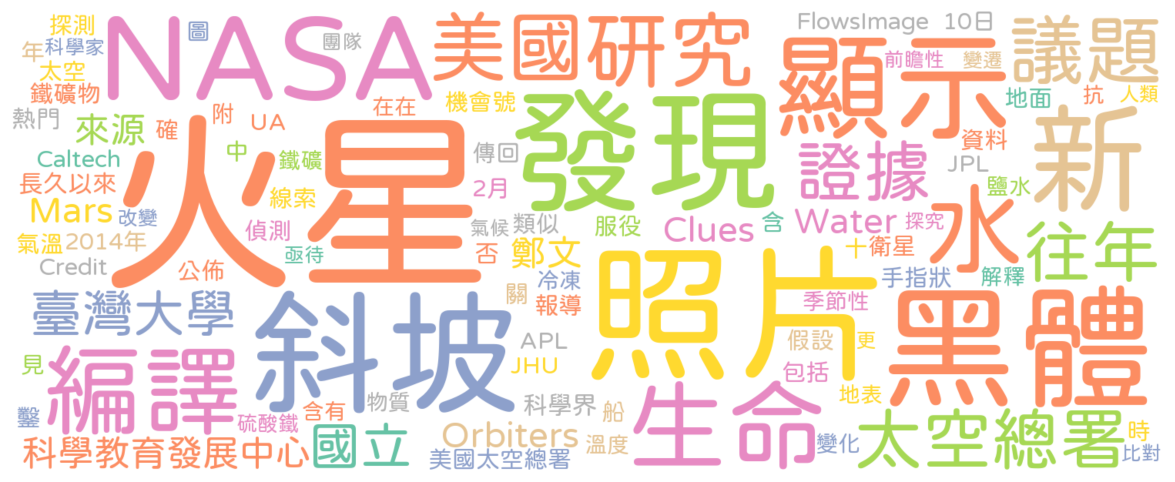 探測
NASA
圖
團隊
美國研究
FlowsImage
10日
議題
年
科學家
太空
鐵礦物
熱門
附
在在
機會號
顯示
前瞻性
變遷
地面
抗
人類
來源
確
UA
發現
新
Caltech
中
鐵礦
傳回
證據
資料
JPL
長久以來
線索
2月
鹽水
火星
Mars
改變
偵測
氣候
類似
服役
Clues
含
Water
探究
水
往年
氣溫
2014年
亟待
否
鄭文
十
衛星
Credit
公佈
冷凍
照片
手指狀
解釋
臺灣大學
斜坡
關
報導
季節性
黑體
APL
假設
更
見
編譯
JHU
包括
物質
科學界
地表
鑿
硫酸鐵
含有
船
生命
科學教育發展中心
國立
Orbiters
美國太空總署
溫度
變化
太空總署
時
比對